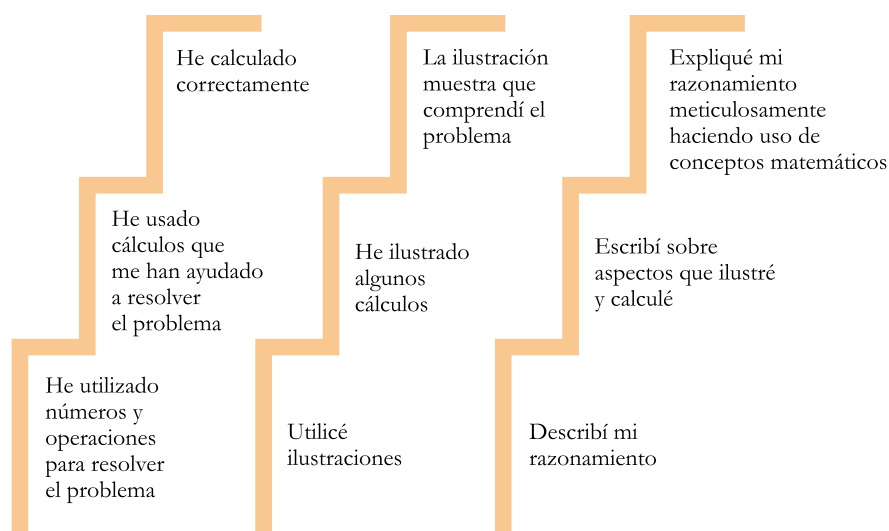 He calculado
correctamente
La ilustración
muestra que
comprendí el
problema
Expliqué mi
razonamiento
meticulosamente
haciendo uso de
conceptos matemáticos
He usado
cálculos que
me han ayudado
a resolver
el problema
He ilustrado
algunos
cálculos
Escribí sobre
aspectos que ilustré
y calculé
He utilizado
números y
operaciones
para resolver
el problema
Utilicé
ilustraciones
Describí mi
razonamiento